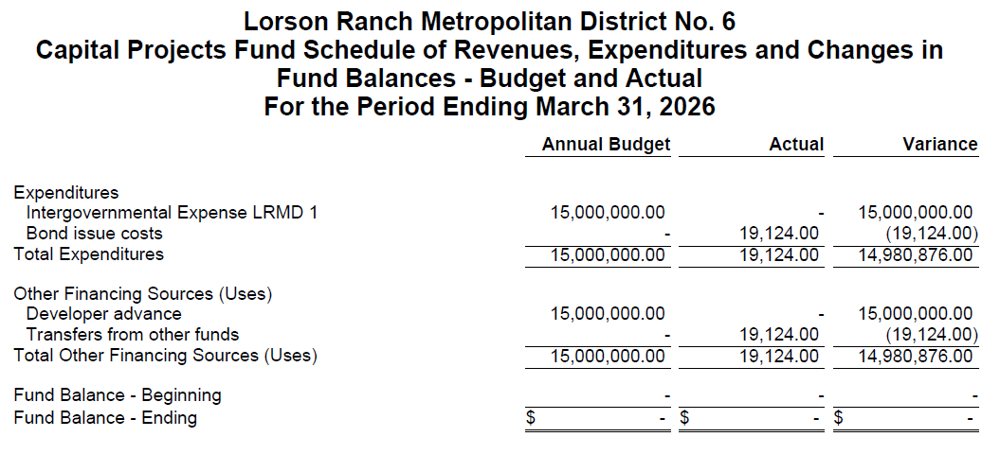 Lorson Ranch Metropolitan District No. 6
Capital Projects Fund Schedule of Revenues, Expenditures and Changes in
Fund Balances - Budget and Actual
For the Period Ending March 31, 2026
Annual Budget Actual Variance
Expenditures
Intergovernmental Expense LRMD 1 15,000,000.00 - 15,000,000.00
Bond issue costs - 19,124.00 (19,124.00)
Total Expenditures 15,000,000.00 19,124.00 14,980,876.00
Other Financing Sources (Uses)
Developer advance 15,000,000.00 - 15,000,000.00
Transfers from other funds - 19,124.00 (19,124.00)
Total Other Financing Sources (Uses) 15,000,000.00 19,124.00 14,980,876.00
Fund Balance - Beginning - - -
Fund Balance - Ending $ - $ - $ -